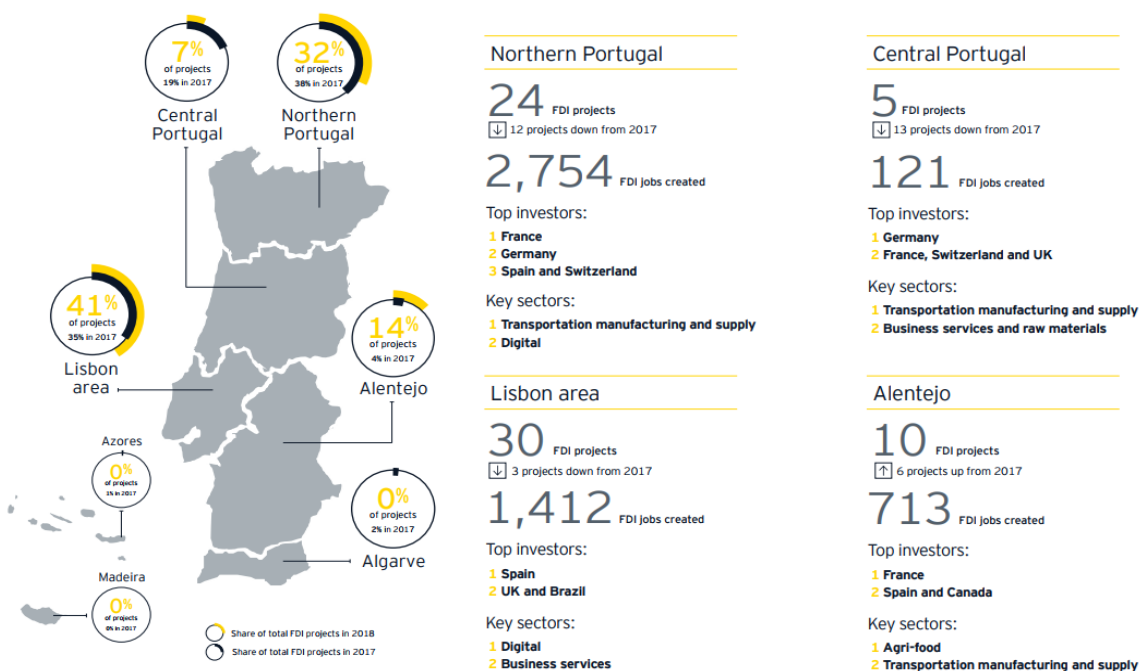 7%
of projects
19% in 2017
Central
Portugal
32%
of projects
38% in 2017
Northern
Portugal
41%
of projects
35% in 2017
Lisbon
area
14%
of projects
4% in 2017
Alentejo
Azores
0%
of projects
1% in 2017
0%
of projects
2% in 2017
Algarve
Madeira
0%
of projects
0% in 2017
Share of total FDI projects in 2018
Share of total FDI projects in 2017
Northern Portugal
24 FDI projects
↓ 12 projects down from 2017
2,754 FDI jobs created
Top investors:
1 France
2 Germany
3 Spain and Switzerland
Key sectors:
1 Transportation manufacturing and supply
2 Digital
Central Portugal
5 FDI projects
↓ 13 projects down from 2017
121 FDI jobs created
Top investors:
1 Germany
2 France, Switzerland and UK
Key sectors:
1 Transportation manufacturing and supply
2 Business services and raw materials
Lisbon area
30 FDI projects
↓ 3 projects down from 2017
1,412 FDI jobs created
Top investors:
1 Spain
2 UK and Brazil
Key sectors:
1 Digital
2 Business services
Alentejo
10 FDI projects
↑ 6 projects up from 2017
713 FDI jobs created
Top investors:
1 France
2 Spain and Canada
Key sectors:
1 Agri-food
2 Transportation manufacturing and supply